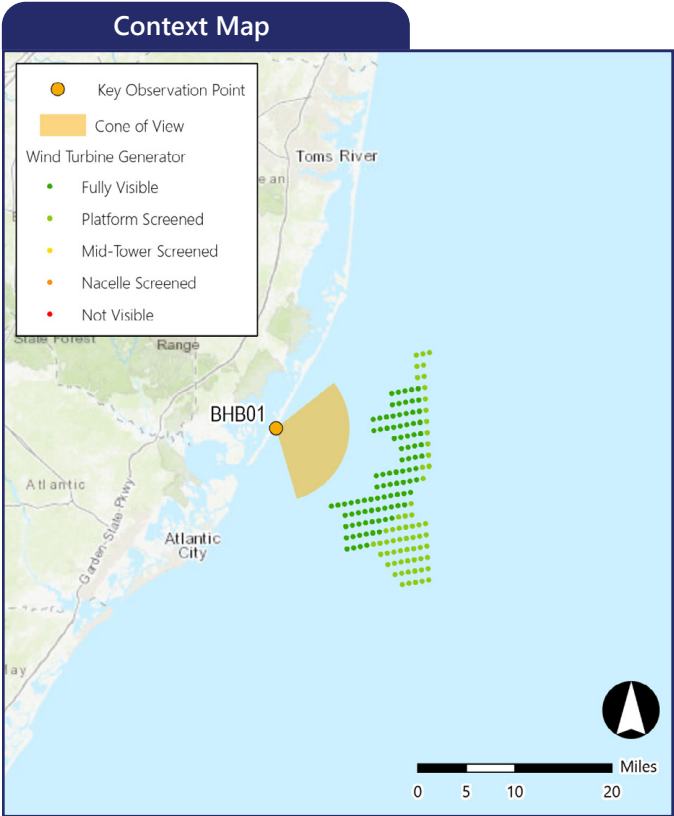 Context Map
Key Observation Point
Cone of View
Wind Turbine Generator
Fully Visible
Platform Screened
Mid-Tower Screened
Nacelle Screened
Not Visible
Toms River
ean
State Forest
Range
BHB01
Atlantic
Garden-State-Pkwy
Atlantic
City
lay
Miles
0 5 10 20